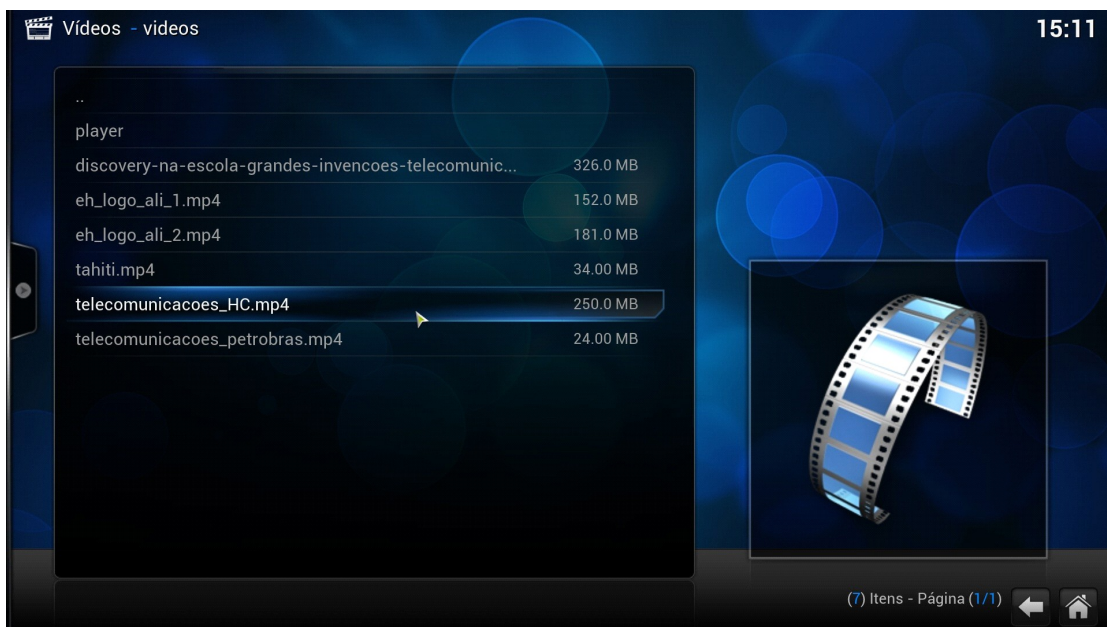 Vídeos - videos
15:11
..
player
discovery-na-escola-grandes-invencoes-telecomunic... 326.0 MB
eh_logo_ali_1.mp4 152.0 MB
eh_logo_ali_2.mp4 181.0 MB
tahiti.mp4 34.00 MB
telecomunicacoes_HC.mp4 250.0 MB
telecomunicacoes_petrobras.mp4 24.00 MB
(7) Itens - Página (1/1)